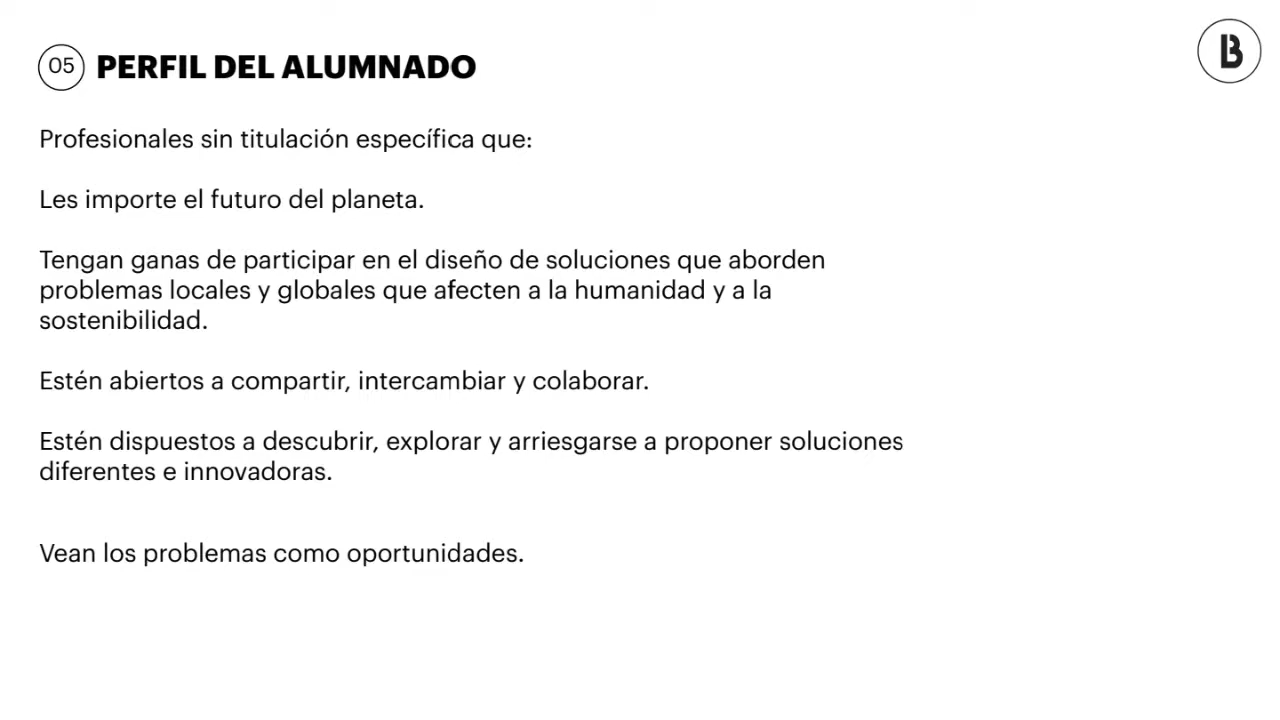 05 PERFIL DEL ALUMNADO
B
Profesionales sin titulación específica que:
Les importe el futuro del planeta.
Tengan ganas de participar en el diseño de soluciones que aborden
problemas locales y globales que afecten a la humanidad y a la
sostenibilidad.
Estén abiertos a compartir, intercambiar y colaborar.
Estén dispuestos a descubrir, explorar y arriesgarse a proponer soluciones
diferentes e innovadoras.
Vean los problemas como oportunidades.